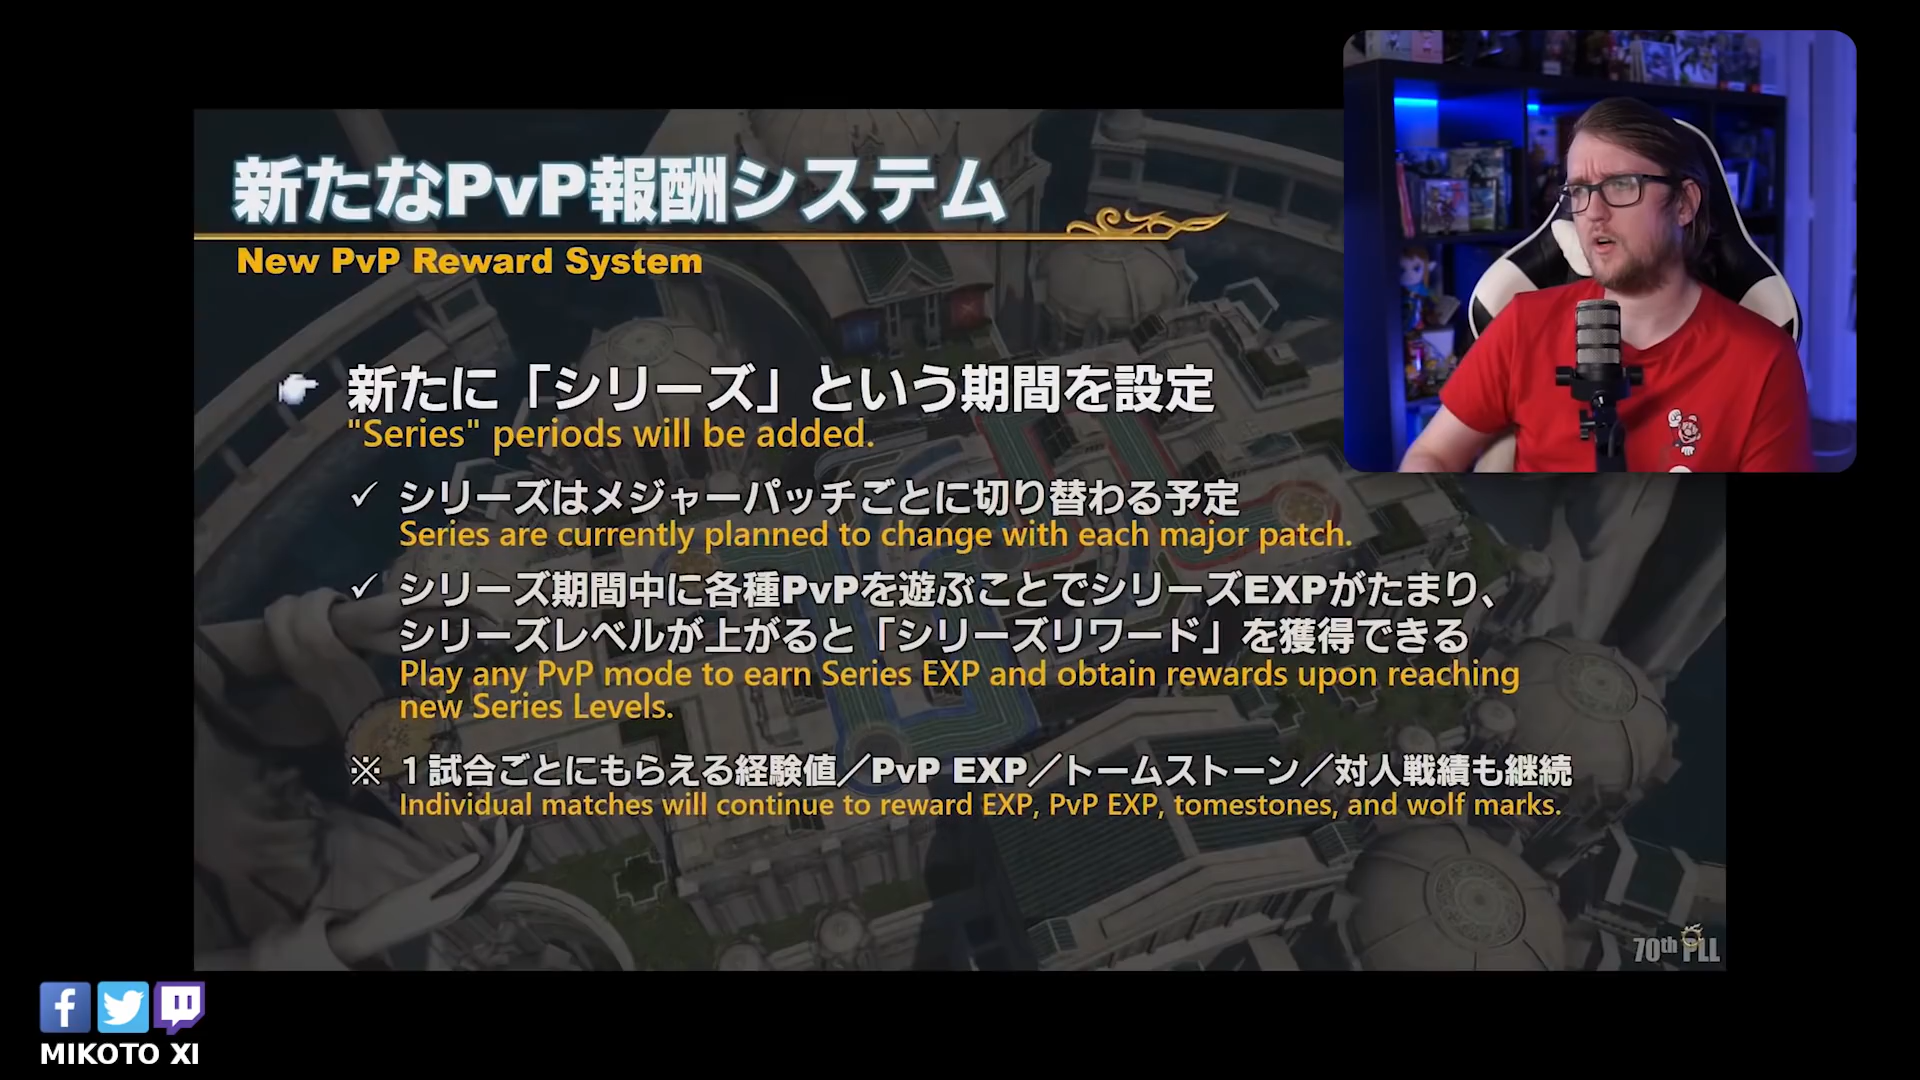 新たなPvP報酬システム
New PvP Reward System
新たに「シリーズ」という期間を設定
"Series" periods will be added.
✓ シリーズはメジャーパッチごとに切り替わる予定
Series are currently planned to change with each major patch.
✓ シリーズ期間中に各種PvPを遊ぶことでシリーズEXPがたまり、
シリーズレベルが上がると「シリーズリワード」を獲得できる
Play any PvP mode to earn Series EXP and obtain rewards upon reaching
new Series Levels.
※ 1試合ごとにもらえる経験値／PvP EXP／トームストーン／対人戦績も継続
Individual matches will continue to reward EXP, PvP EXP, tomestones, and wolf marks.
70th PLL
MIKOTO XI